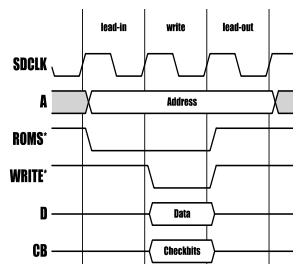 lead-in write lead-out
SDCLK
A Address
ROMS*
WRITE*
D Data
CB Checkbits